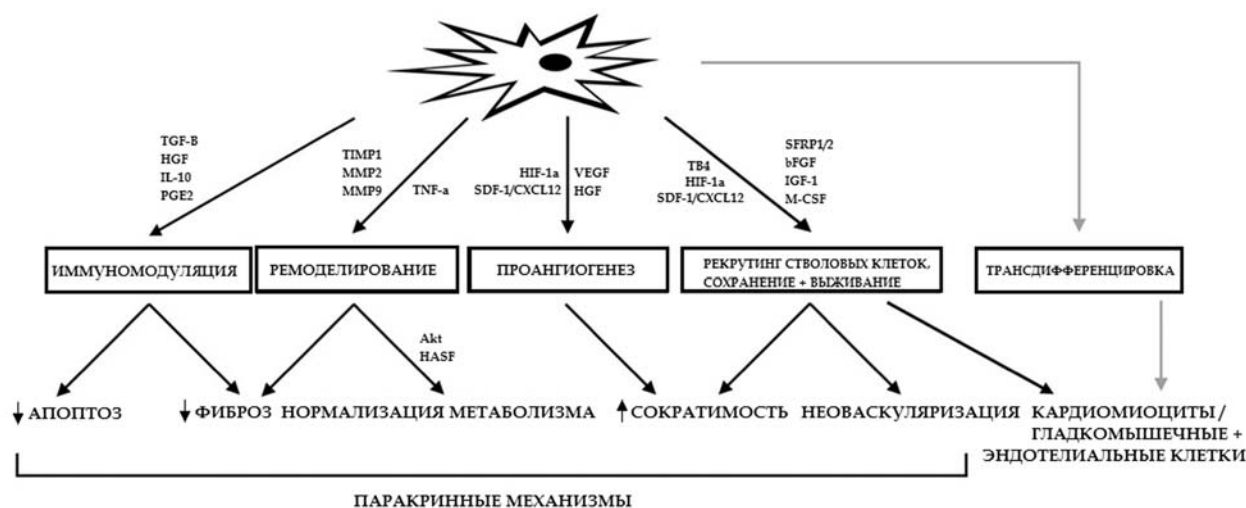 TGF-B
HGF
IL-10
PGE2
TIMP1
MMP2
MMP9
TNF-a
HIF-1a
SDF-1/CXCL12
VEGF
HGF
TB4
HIF-1a
SDF-1/CXCL12
SFRP1/2
bFGF
IGF-1
M-CSF
ИММУНОМОДУЛЯЦИЯ
РЕМОДЕЛИРОВАНИЕ
ПРОАНГИОГЕНЕЗ
РЕКРУТИНГ СТВОЛОВЫХ КЛЕТОК,
СОХРАНЕНИЕ + ВЫЖИВАНИЕ
ТРАНСДИФФЕРЕНЦИРОВКА
Akt
HASF
АПОПТОЗ
ФИБРОЗ
НОРМАЛИЗАЦИЯ МЕТАБОЛИЗМА
СОКРАТИМОСТЬ
НЕОВАСКУЛЯРИЗАЦИЯ
КАРДИОМИОЦИТЫ/
ГЛАДКОМЫШЕЧНЫЕ +
ЭНДОТЕЛИАЛЬНЫЕ КЛЕТКИ
ПАРАКРИННЫЕ МЕХАНИЗМЫ